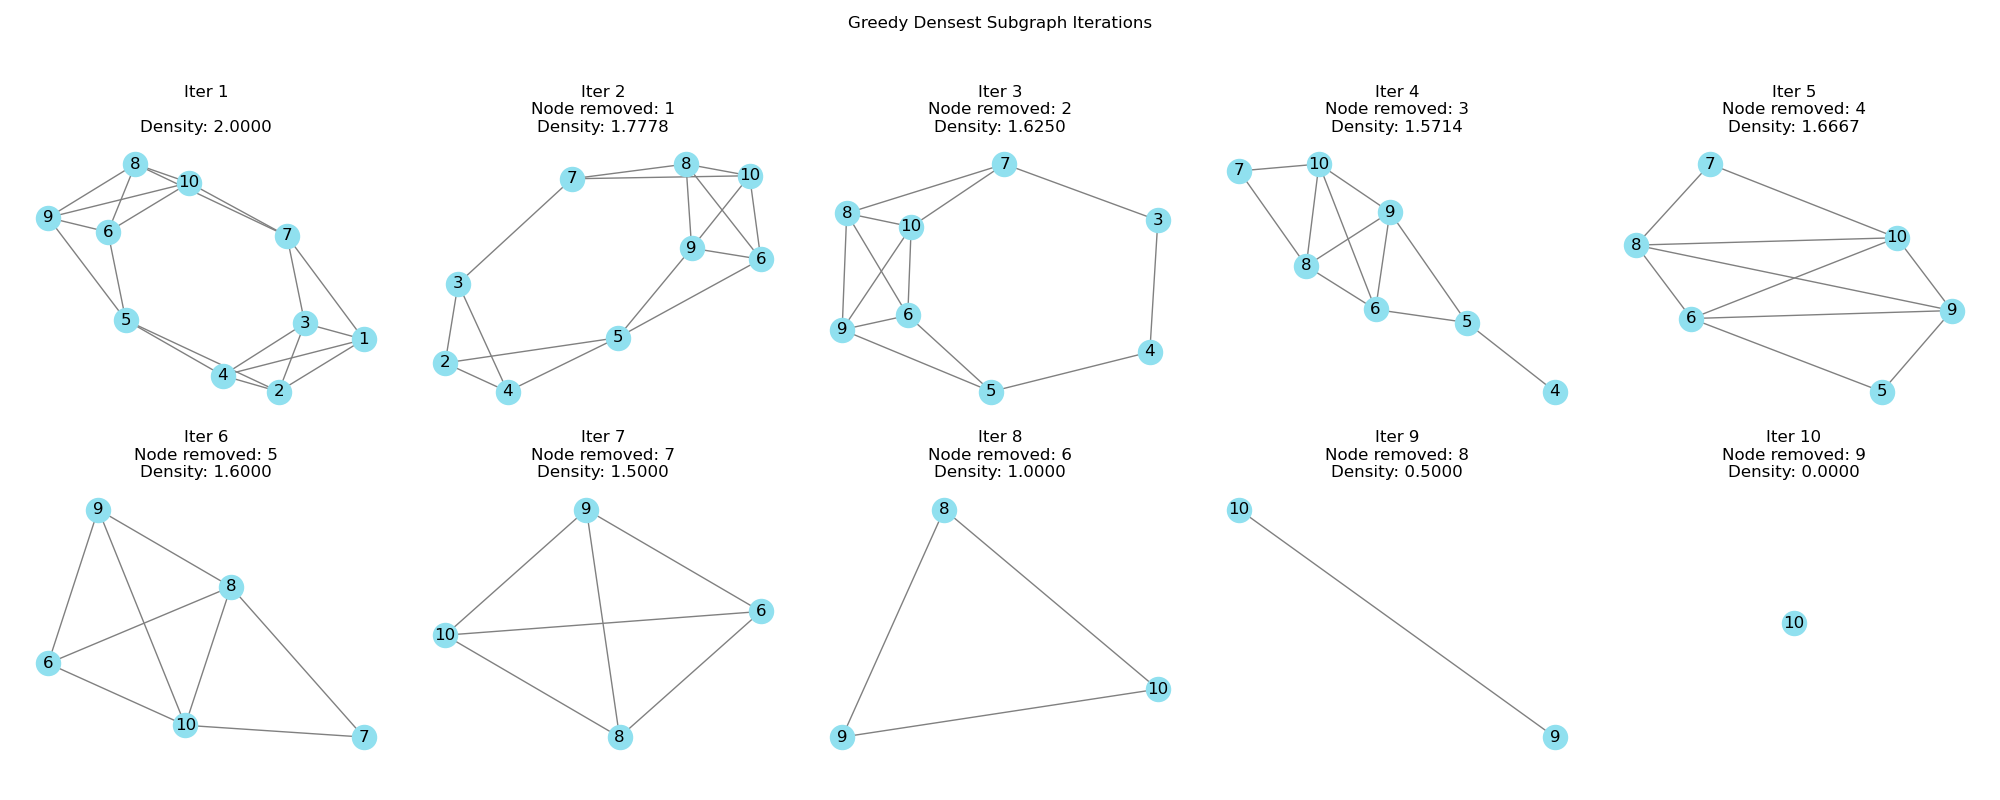 Greedy Densest Subgraph Iterations
Iter 1
Density: 2.0000
8
10
9
6
7
5
3
1
4
2
Iter 2
Node removed: 1
Density: 1.7778
8
10
7
9
6
3
5
2
4
Iter 3
Node removed: 2
Density: 1.6250
7
8
3
10
6
9
4
5
Iter 4
Node removed: 3
Density: 1.5714
10
7
9
8
6
5
4
Iter 5
Node removed: 4
Density: 1.6667
7
10
8
9
6
5
Iter 6
Node removed: 5
Density: 1.6000
9
8
6
10
7
Iter 7
Node removed: 7
Density: 1.5000
9
6
10
8
Iter 8
Node removed: 6
Density: 1.0000
8
10
9
Iter 9
Node removed: 8
Density: 0.5000
10
9
Iter 10
Node removed: 9
Density: 0.0000
10